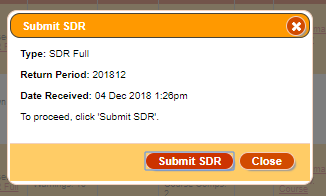 Submit SDR
Type: SDR Full
Return Period: 201812
Date Received: 04 Dec 2018 1:26pm
To proceed, click 'Submit SDR'.
Submit SDR Close
Course